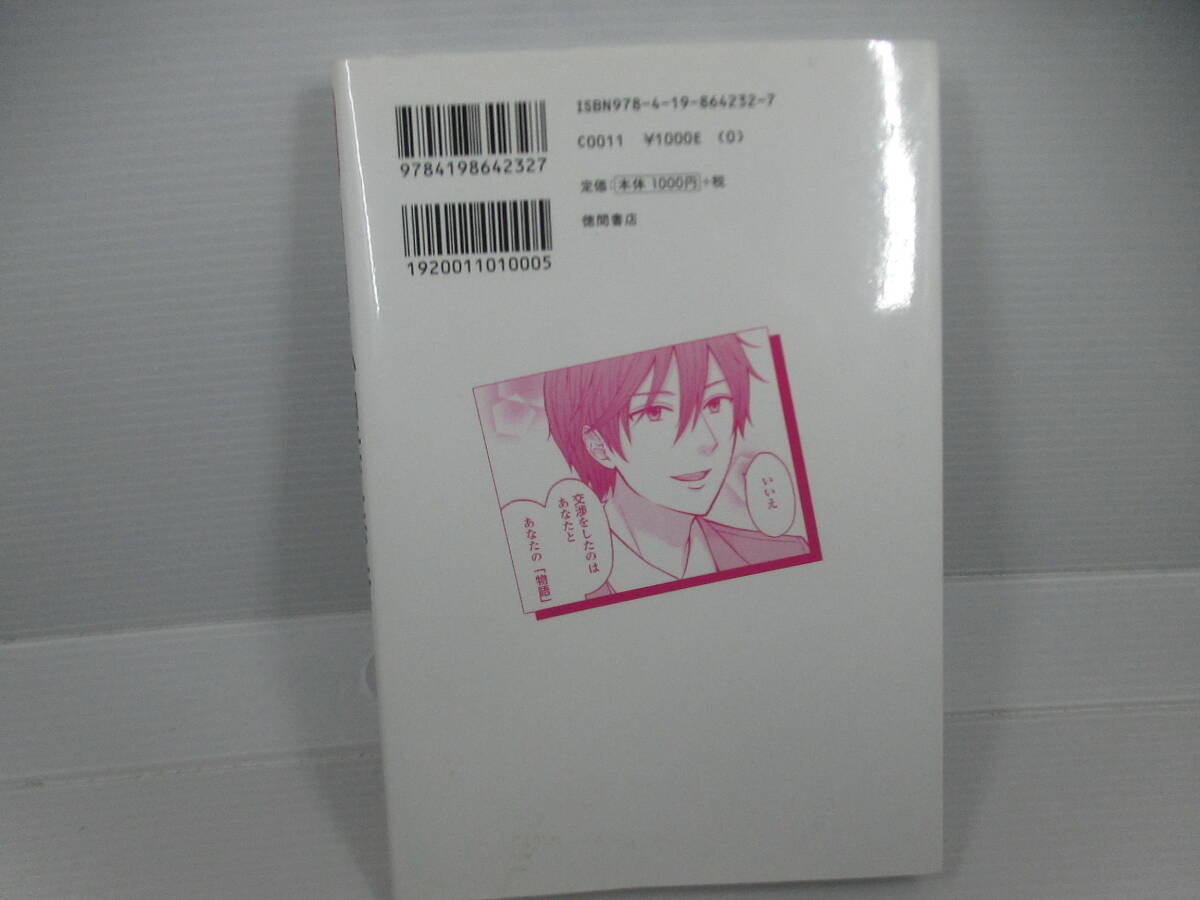 ISBN978-4-19-864232-7
9784198642327
C0011 ¥1000E (0)
定価：本体 1000円+税
1920011010005
徳間書店
いいえ
交渉をしたのは
あなたと
あなたの「物語」